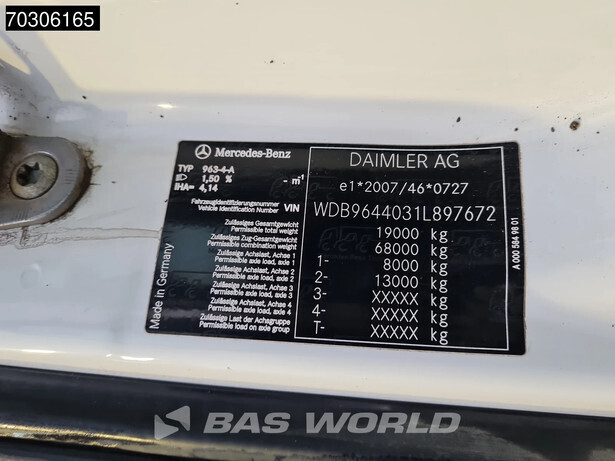 70306165
Mercedes-Benz
DAIMLER AG
TYP 963-4-A
1,50 % - m⁻¹
IHA= 4,14
e1*2007/46*0727
Fahrzeugidentifizierungsnummer
Vehicle Identification Number VIN WDB9644031L897672
Zulässiges Gesamtgewicht
Permissible total weight 19000 kg
Zulässiges Zug-Gesamtgewicht
Permissible combination weight 68000 kg
Zulässige Achslast, Achse 1
Permissible axle load, axle 1 1- 8000 kg
Zulässige Achslast, Achse 2
Permissible axle load, axle 2 2- 13000 kg
Zulässige Achslast, Achse 3
Permissible axle load, axle 3 3- XXXXX kg
Zulässige Achslast, Achse 4
Permissible axle load, axle 4 4- XXXXX kg
Zulässige Last der Achsgruppe
Permissible load on axle group T- XXXXX kg
Made in Germany
A 000 584 98 01
BAS WORLD